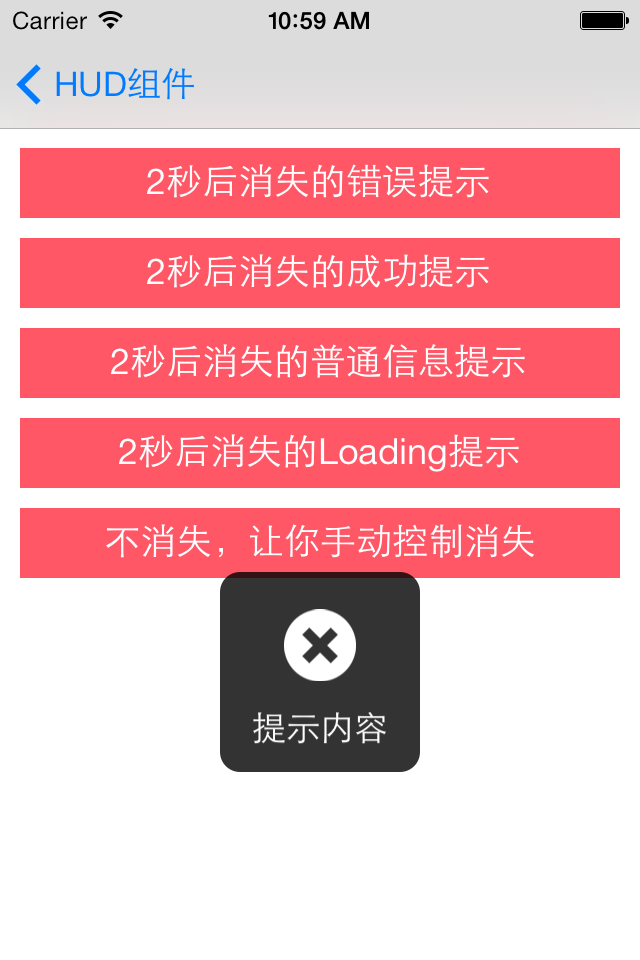 Carrier 10:59 AM
HUD组件
2秒后消失的错误提示
2秒后消失的成功提示
2秒后消失的普通信息提示
2秒后消失的Loading提示
不消失，让你手动控制消失
提示内容